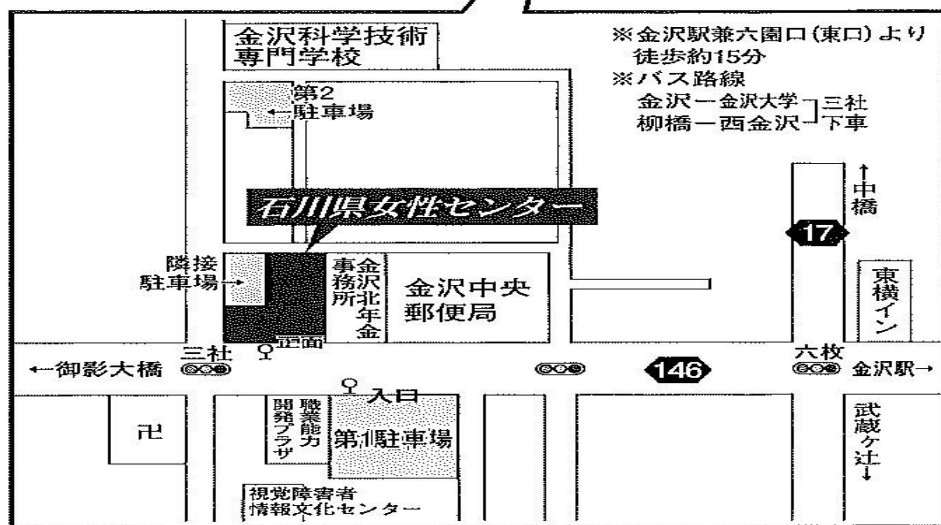 金沢科学技術
専門学校
※金沢駅兼六園口(東口)より
徒歩約15分
※バス路線
金沢ー金沢大学
柳橋ー西金沢
三社
下車
第2
駐車場
↑中橋
石川県女性センター
17
隣接
駐車場
金沢北年金
事務所
金沢中央
郵便局
東横イン
正面
三社
六枚
←御影大橋
146
金沢駅→
入口
卍
職業能力
開発プラザ
第1駐車場
武蔵ヶ辻↓
視覚障害者
情報文化センター